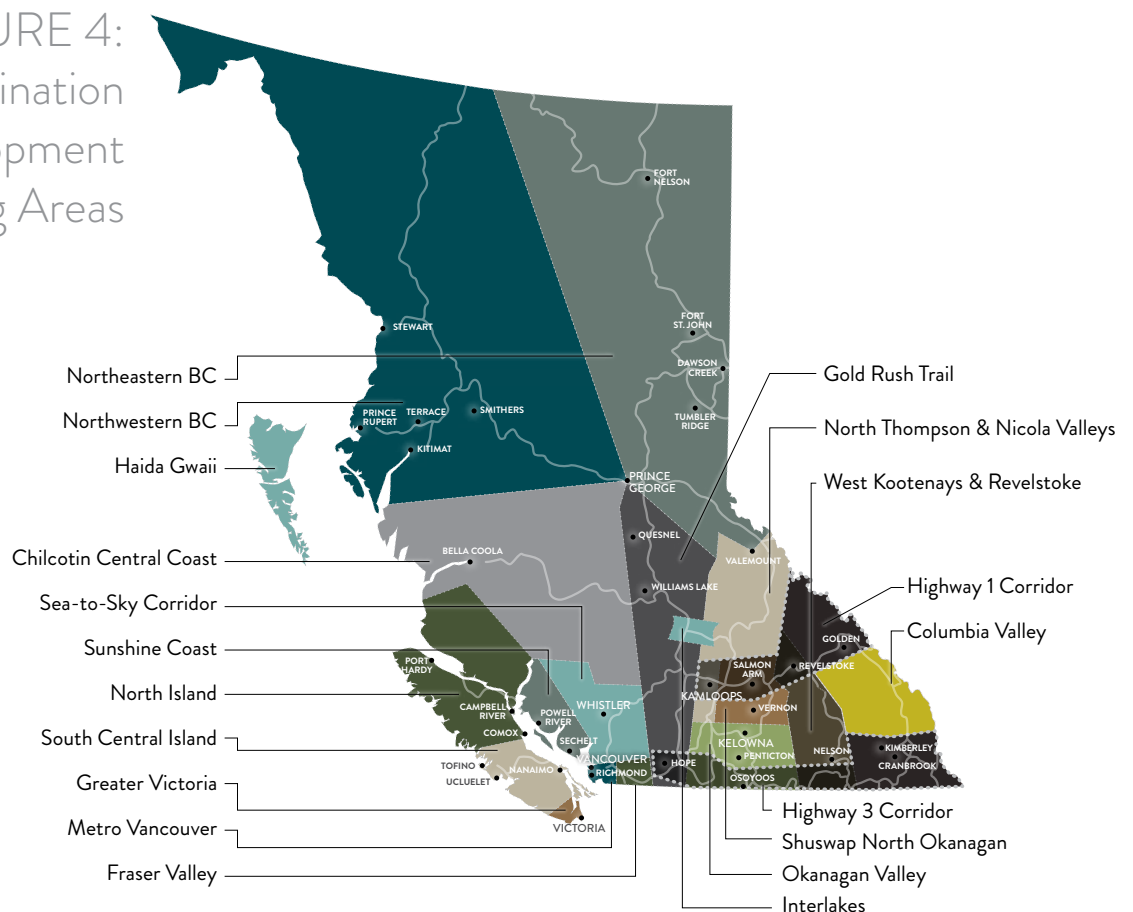 URE 4:
ination
opment
g Areas
FORT
NELSON
FORT
ST. JOHN
DAWSON
CREEK
TUMBLER
RIDGE
STEWART
PRINCE
RUPERT
TERRACE
SMITHERS
KITIMAT
PRINCE
GEORGE
QUESNEL
BELLA COOLA
WILLIAMS LAKE
VALEMOUNT
GOLDEN
REVELSTOKE
SALMON
ARM
KAMLOOPS
VERNON
KELOWNA
PENTICTON
NELSON
KIMBERLEY
CRANBROOK
OSOYOOS
HOPE
PORT
HARDY
CAMPBELL
RIVER
COMOX
POWELL
RIVER
WHISTLER
SECHELT
VANCOUVER
RICHMOND
TOFINO
UCLUELET
NANAIMO
VICTORIA
Northeastern BC
Northwestern BC
Haida Gwaii
Chilcotin Central Coast
Sea-to-Sky Corridor
Sunshine Coast
North Island
South Central Island
Greater Victoria
Metro Vancouver
Fraser Valley
Gold Rush Trail
North Thompson & Nicola Valleys
West Kootenays & Revelstoke
Highway 1 Corridor
Columbia Valley
Highway 3 Corridor
Shuswap North Okanagan
Okanagan Valley
Interlakes